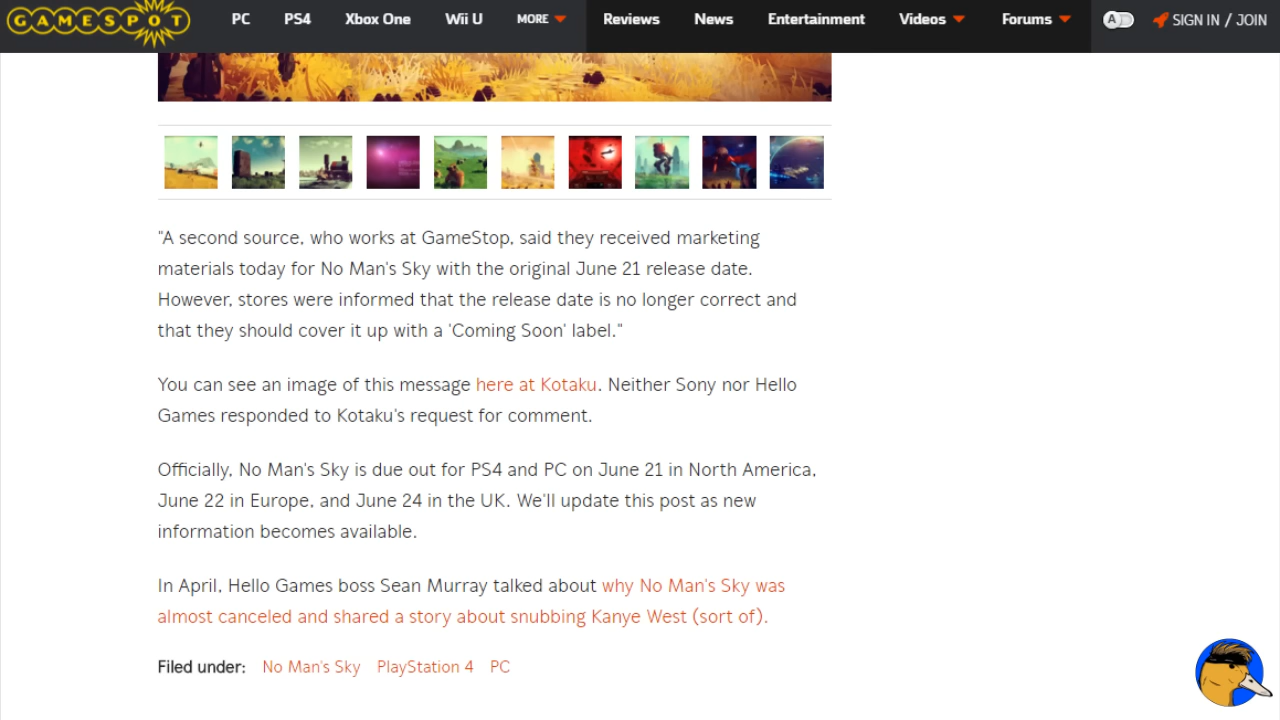 GAMESPOT
PC PS4 Xbox One Wii U MORE Reviews News Entertainment Videos Forums A SIGN IN / JOIN
"A second source, who works at GameStop, said they received marketing
materials today for No Man's Sky with the original June 21 release date.
However, stores were informed that the release date is no longer correct and
that they should cover it up with a 'Coming Soon' label."
You can see an image of this message here at Kotaku. Neither Sony nor Hello
Games responded to Kotaku's request for comment.
Officially, No Man's Sky is due out for PS4 and PC on June 21 in North America,
June 22 in Europe, and June 24 in the UK. We'll update this post as new
information becomes available.
In April, Hello Games boss Sean Murray talked about why No Man's Sky was
almost canceled and shared a story about snubbing Kanye West (sort of).
Filed under: No Man's Sky PlayStation 4 PC